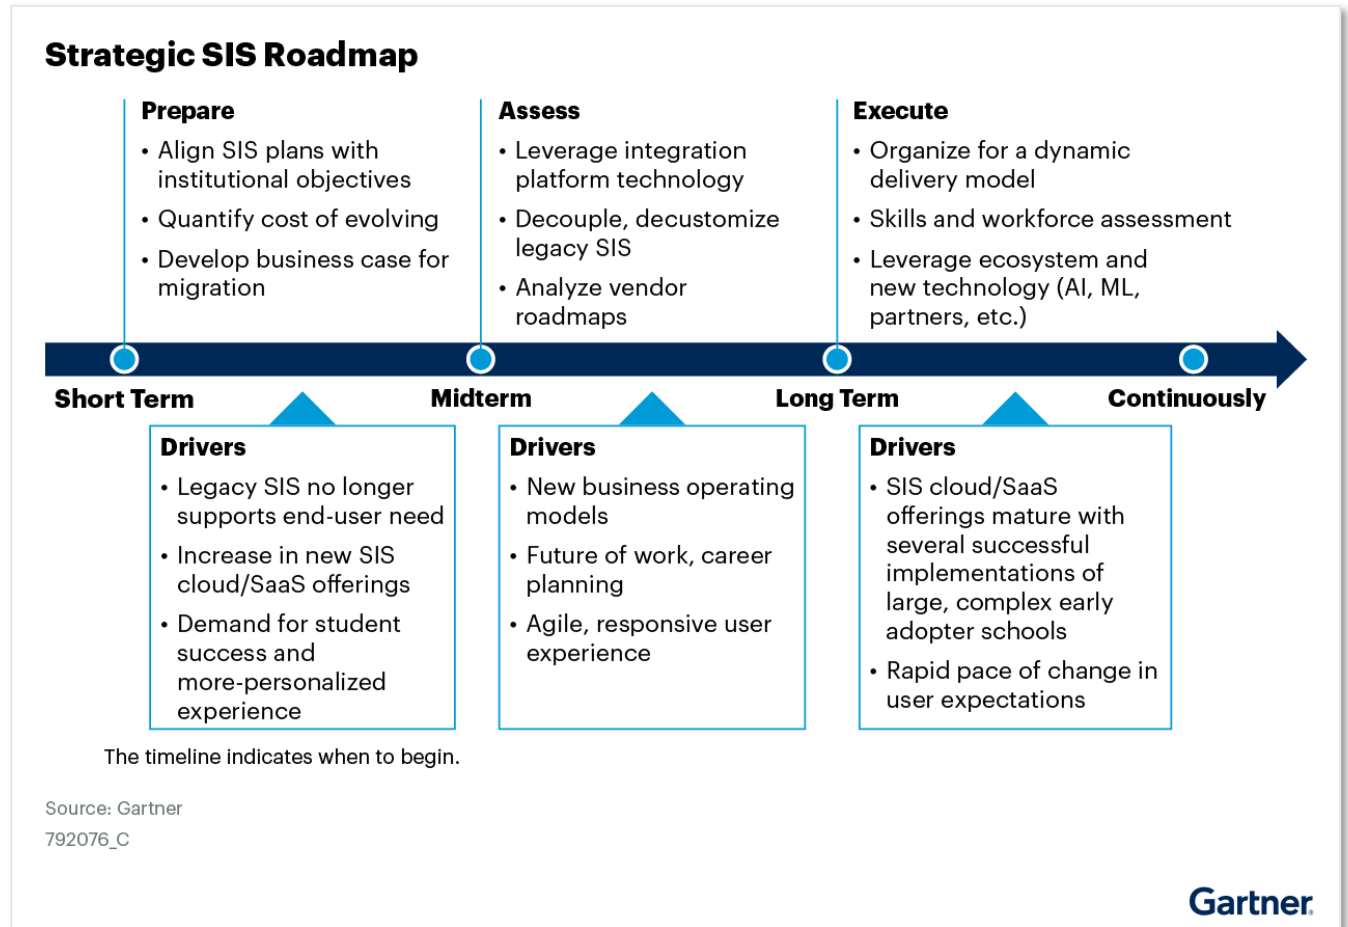 Strategic SIS Roadmap
Prepare
• Align SIS plans with
institutional objectives
• Quantify cost of evolving
• Develop business case for
migration
Assess
• Leverage integration
platform technology
• Decouple, decustomize
legacy SIS
• Analyze vendor
roadmaps
Execute
• Organize for a dynamic
delivery model
• Skills and workforce assessment
• Leverage ecosystem and
new technology (AI, ML,
partners, etc.)
Short Term
Midterm
Long Term
Continuously
Drivers
• Legacy SIS no longer
supports end-user need
• Increase in new SIS
cloud/SaaS offerings
• Demand for student
success and
more-personalized
experience
Drivers
• New business operating
models
• Future of work, career
planning
• Agile, responsive user
experience
Drivers
• SIS cloud/SaaS
offerings mature with
several successful
implementations of
large, complex early
adopter schools
• Rapid pace of change in
user expectations
The timeline indicates when to begin.
Source: Gartner
792076_C
Gartner®